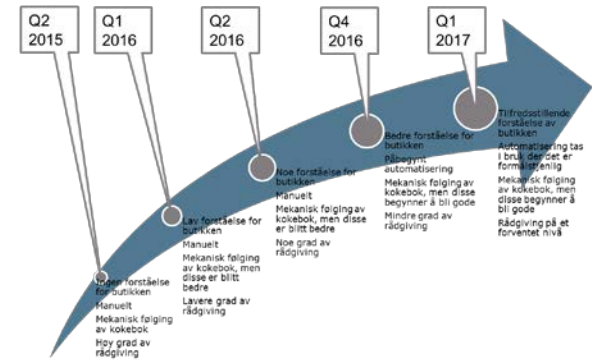 Q2
2015
Q1
2016
Q2
2016
Q4
2016
Q1
2017
Ingen forståelse
for butikken
Manuelt
Mekanisk følging
av kokebok
Høy grad av
rådgiving
Lav forståelse for
butikken
Manuelt
Mekanisk følging
av kokebok, men
disse er blitt
bedre
Lavere grad av
rådgiving
Noe forståelse for
butikken
Manuelt
Mekanisk følging av
kokebok, men disse
er blitt bedre
Noe grad av
rådgiving
Bedre forståelse for
butikken
Påbegynt
automatisering
Mekanisk følging av
kokebok, men disse
begynner å bli gode
Mindre grad av
rådgiving
Tilfredsstillende
forståelse av
butikken
Automatisering tas
i bruk der det er
formålstjenlig
Mekanisk følging av
kokebok, men
disse begynner å
bli gode
Rådgiving på et
forventet nivå